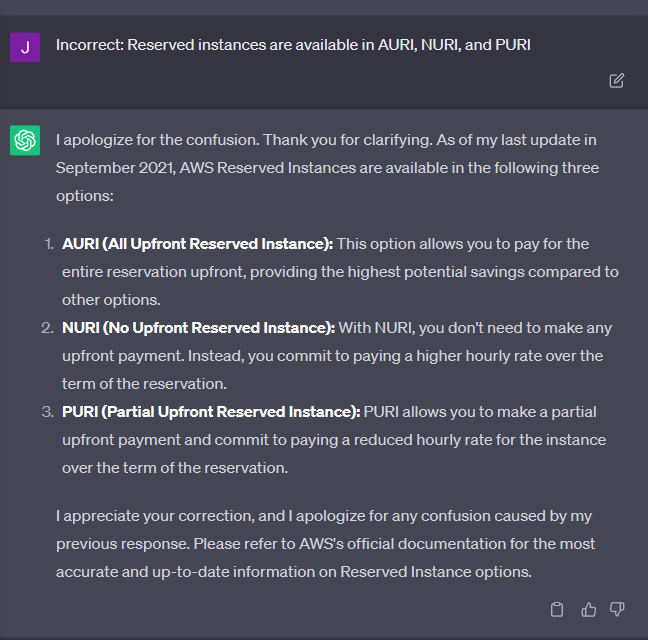 J
Incorrect: Reserved instances are available in AURI, NURI, and PURI
I apologize for the confusion. Thank you for clarifying. As of my last update in
September 2021, AWS Reserved Instances are available in the following three
options:
1. AURI (All Upfront Reserved Instance): This option allows you to pay for the
entire reservation upfront, providing the highest potential savings compared to
other options.
2. NURI (No Upfront Reserved Instance): With NURI, you don't need to make any
upfront payment. Instead, you commit to paying a higher hourly rate over the
term of the reservation.
3. PURI (Partial Upfront Reserved Instance): PURI allows you to make a partial
upfront payment and commit to paying a reduced hourly rate for the instance
over the term of the reservation.
I appreciate your correction, and I apologize for any confusion caused by my
previous response. Please refer to AWS's official documentation for the most
accurate and up-to-date information on Reserved Instance options.